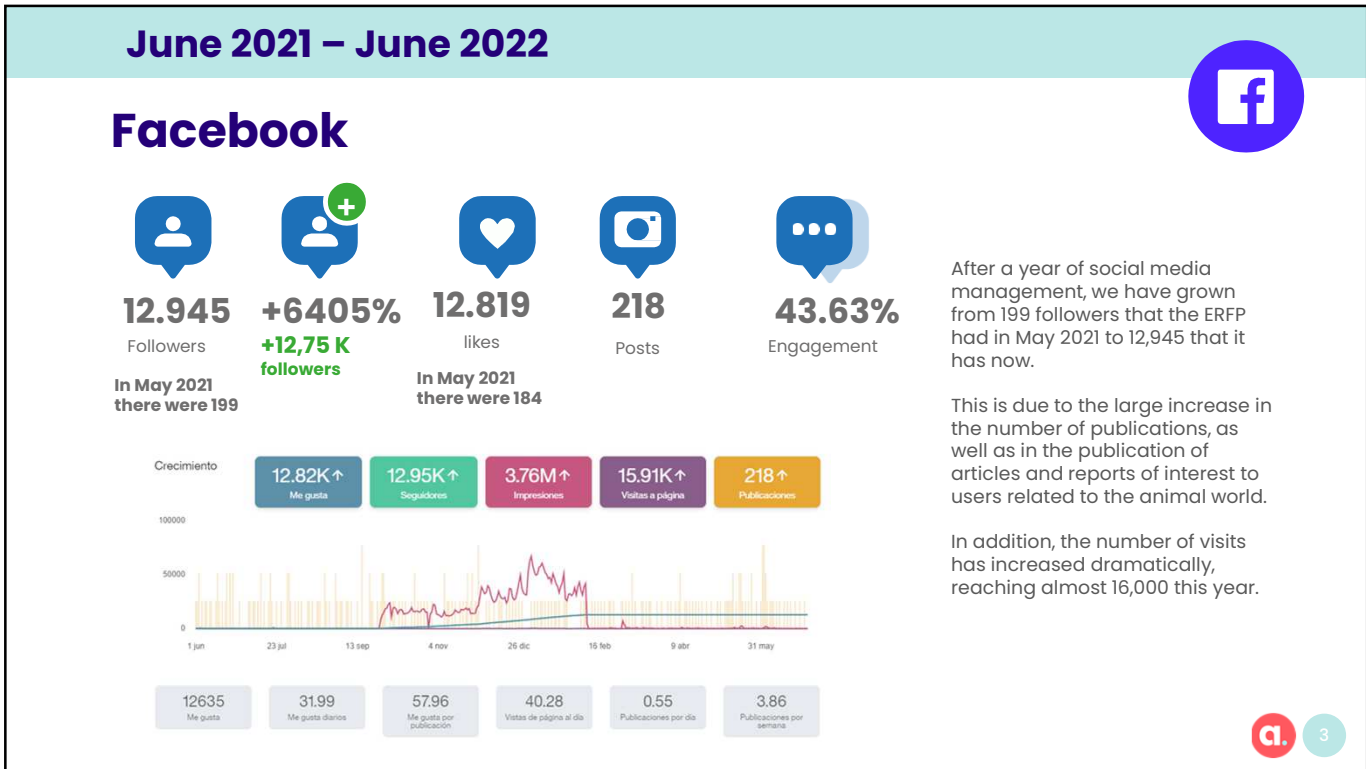 June 2021 – June 2022
Facebook
+
12.945
Followers
In May 2021
there were 199
+6405%
+12,75 K
followers
12.819
likes
In May 2021
there were 184
218
Posts
43.63%
Engagement
After a year of social media
management, we have grown
from 199 followers that the ERFP
had in May 2021 to 12,945 that it
has now.
This is due to the large increase in
the number of publications, as
well as in the publication of
articles and reports of interest to
users related to the animal world.
In addition, the number of visits
has increased dramatically,
reaching almost 16,000 this year.
Crecimiento
12.82K↑
Me gusta
12.95K↑
Seguidores
3.76M↑
Impresiones
15.91K↑
Visitas a página
218↑
Publicaciones
100000
50000
0
1 jun
23 jul
13 sep
4 nov
26 dic
16 feb
9 abr
31 may
12635
Me gusta
31.99
Me gusta diarios
57.96
Me gusta por
publicación
40.28
Vistas de página al día
0.55
Publicaciones por día
3.86
Publicaciones por
semana
a.
3